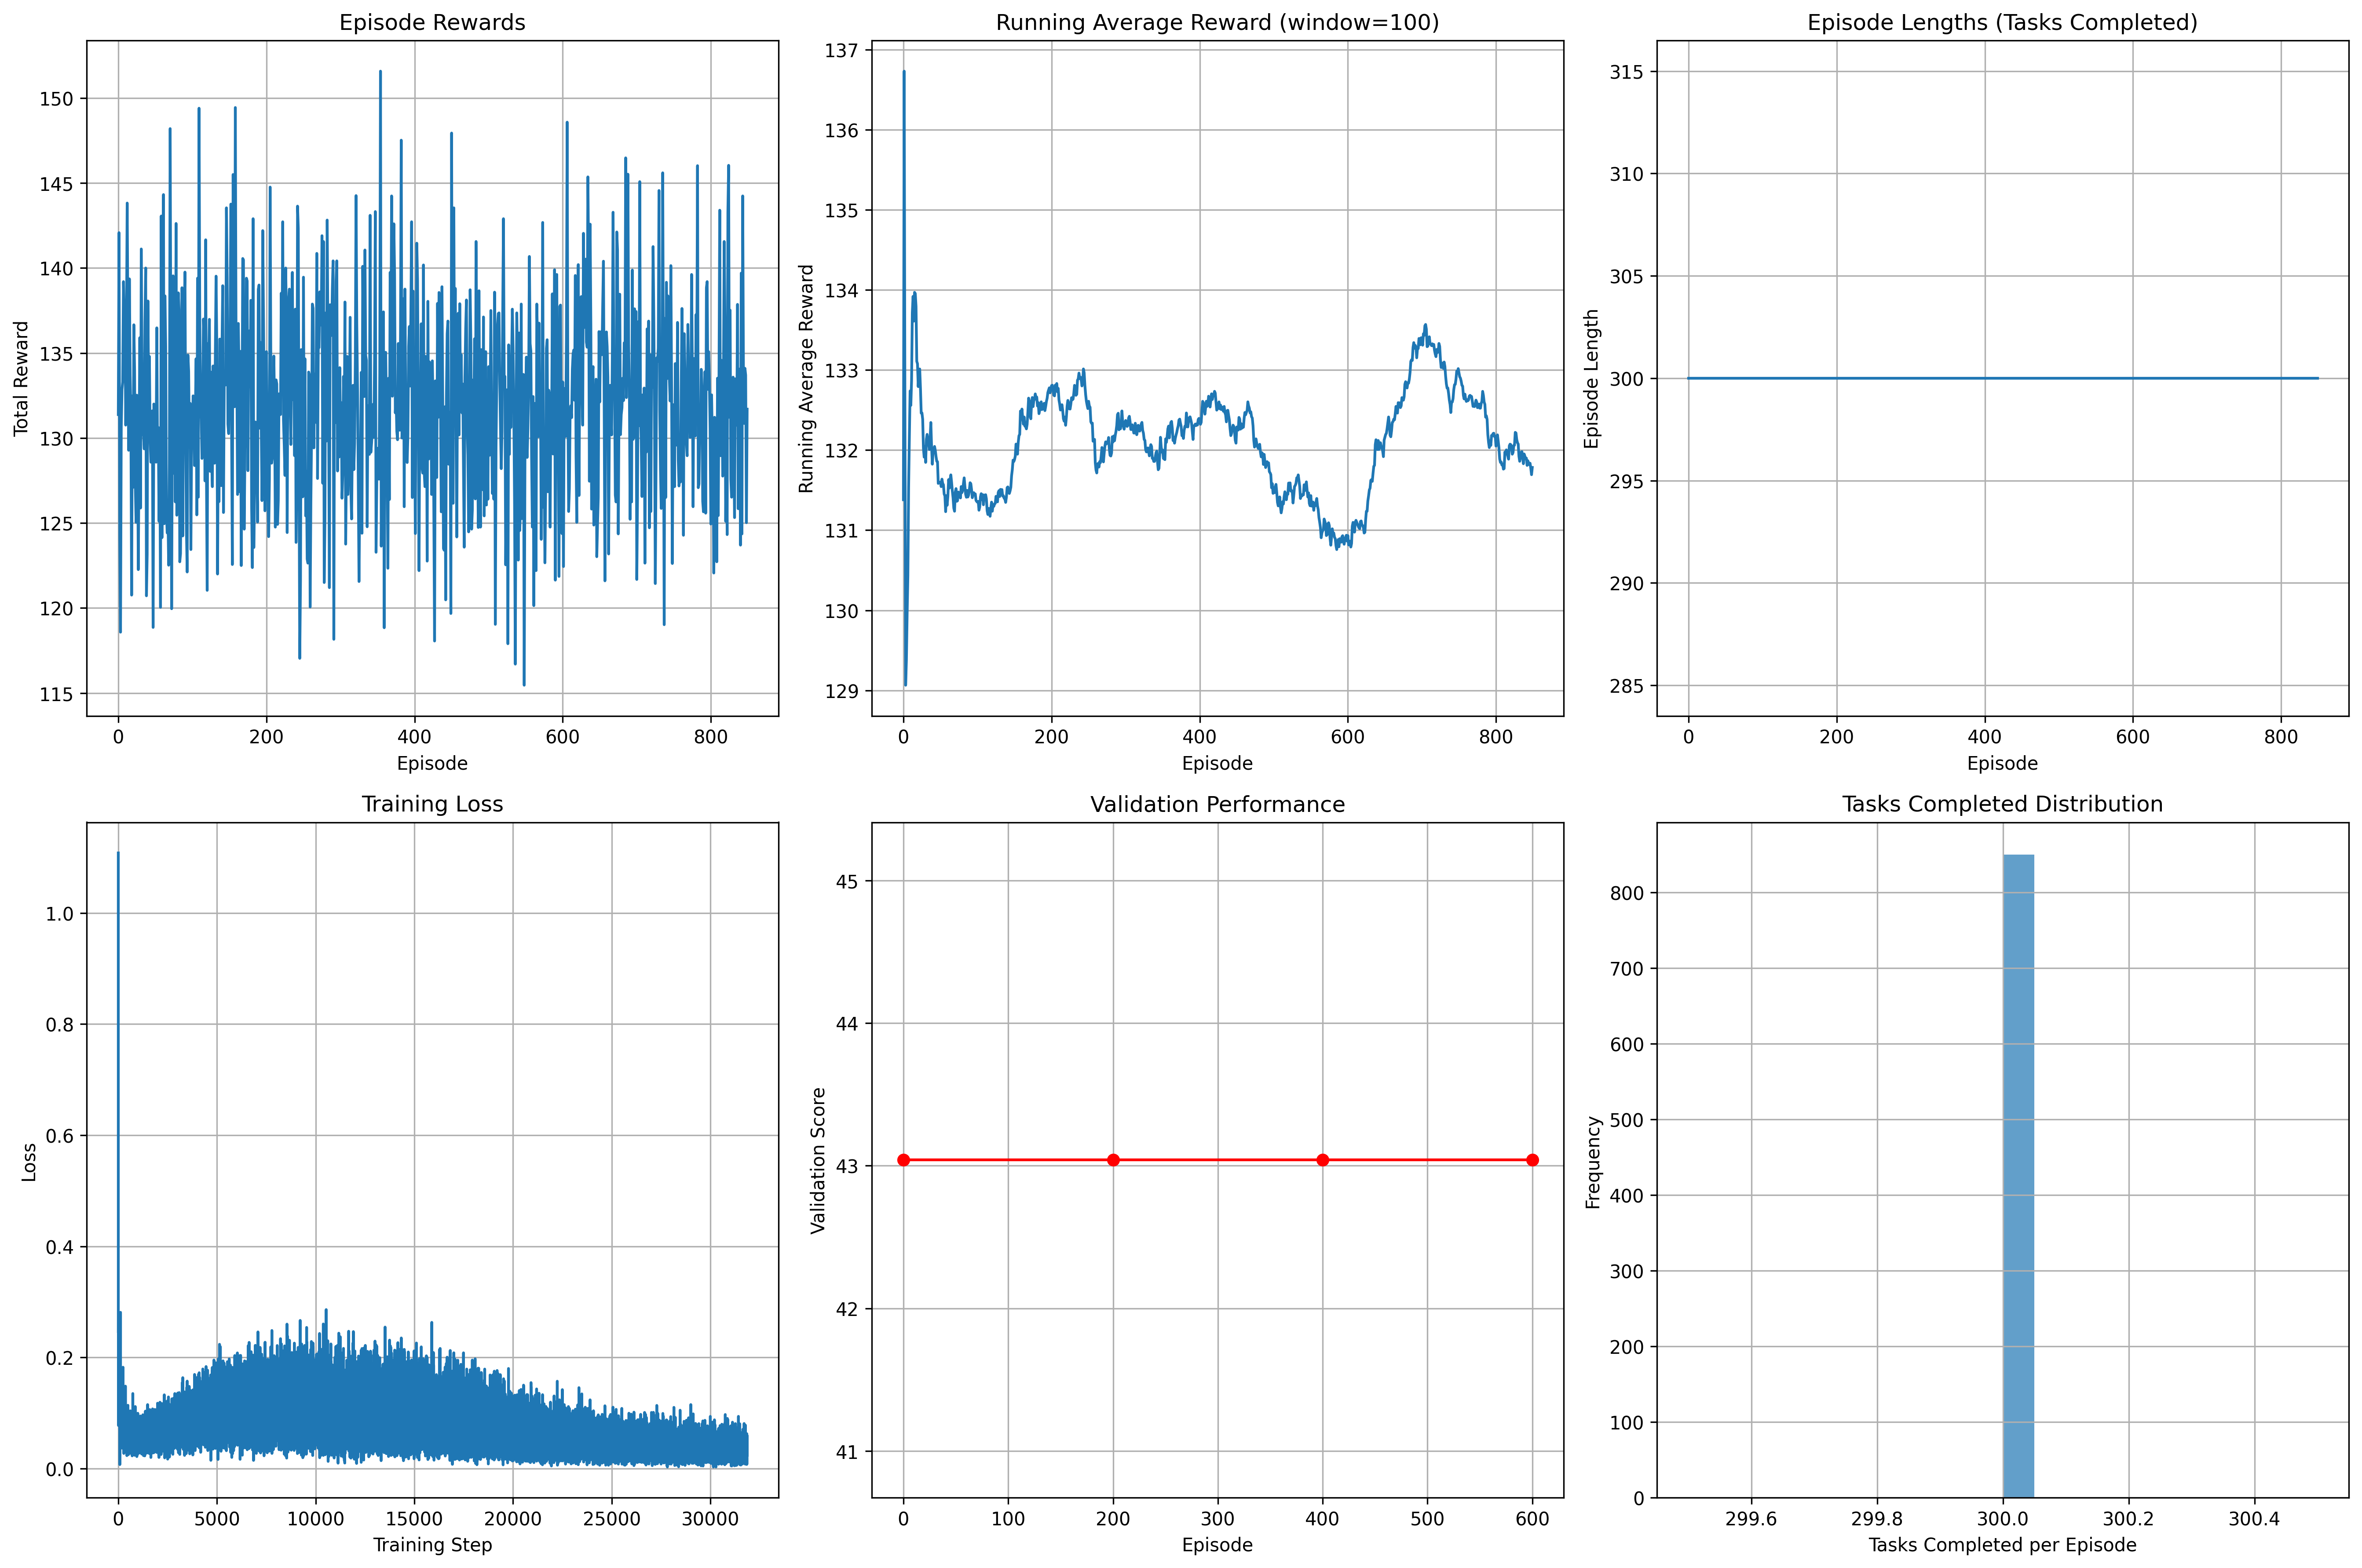 Episode Rewards
Total Reward
150
145
140
135
130
125
120
115
0 200 400 600 800
Episode
Running Average Reward (window=100)
Running Average Reward
137
136
135
134
133
132
131
130
129
0 200 400 600 800
Episode
Episode Lengths (Tasks Completed)
Episode Length
315
310
305
300
295
290
285
0 200 400 600 800
Episode
Training Loss
Loss
1.0
0.8
0.6
0.4
0.2
0.0
0 5000 10000 15000 20000 25000 30000
Training Step
Validation Performance
Validation Score
45
44
43
42
41
0 100 200 300 400 500 600
Episode
Tasks Completed Distribution
Frequency
800
700
600
500
400
300
200
100
0
299.6 299.8 300.0 300.2 300.4
Tasks Completed per Episode